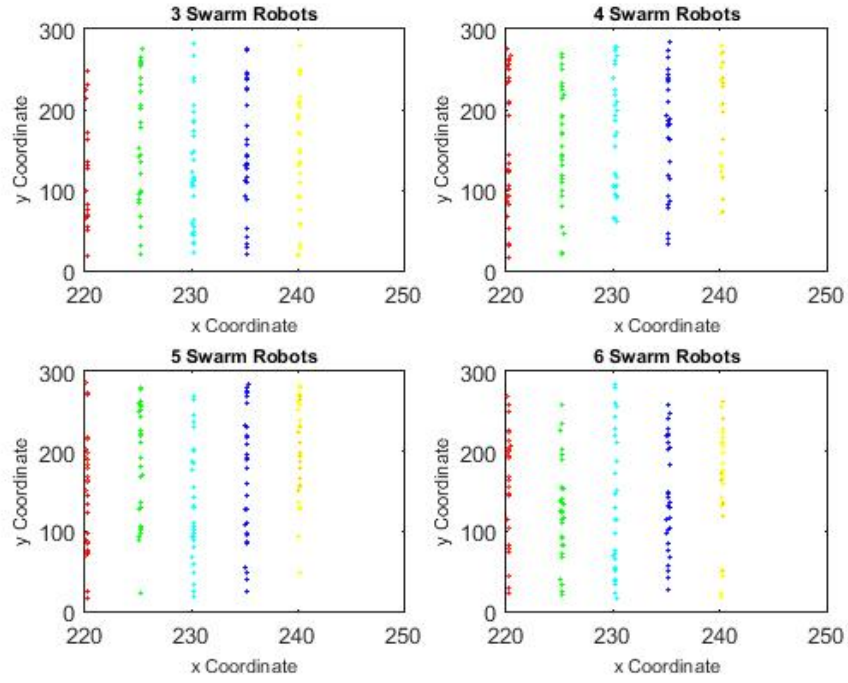 3 Swarm Robots
300
200
100
0
y Coordinate
220 230 240 250
x Coordinate
4 Swarm Robots
300
200
100
0
y Coordinate
220 230 240 250
x Coordinate
5 Swarm Robots
300
200
100
0
y Coordinate
220 230 240 250
x Coordinate
6 Swarm Robots
300
200
100
0
y Coordinate
220 230 240 250
x Coordinate